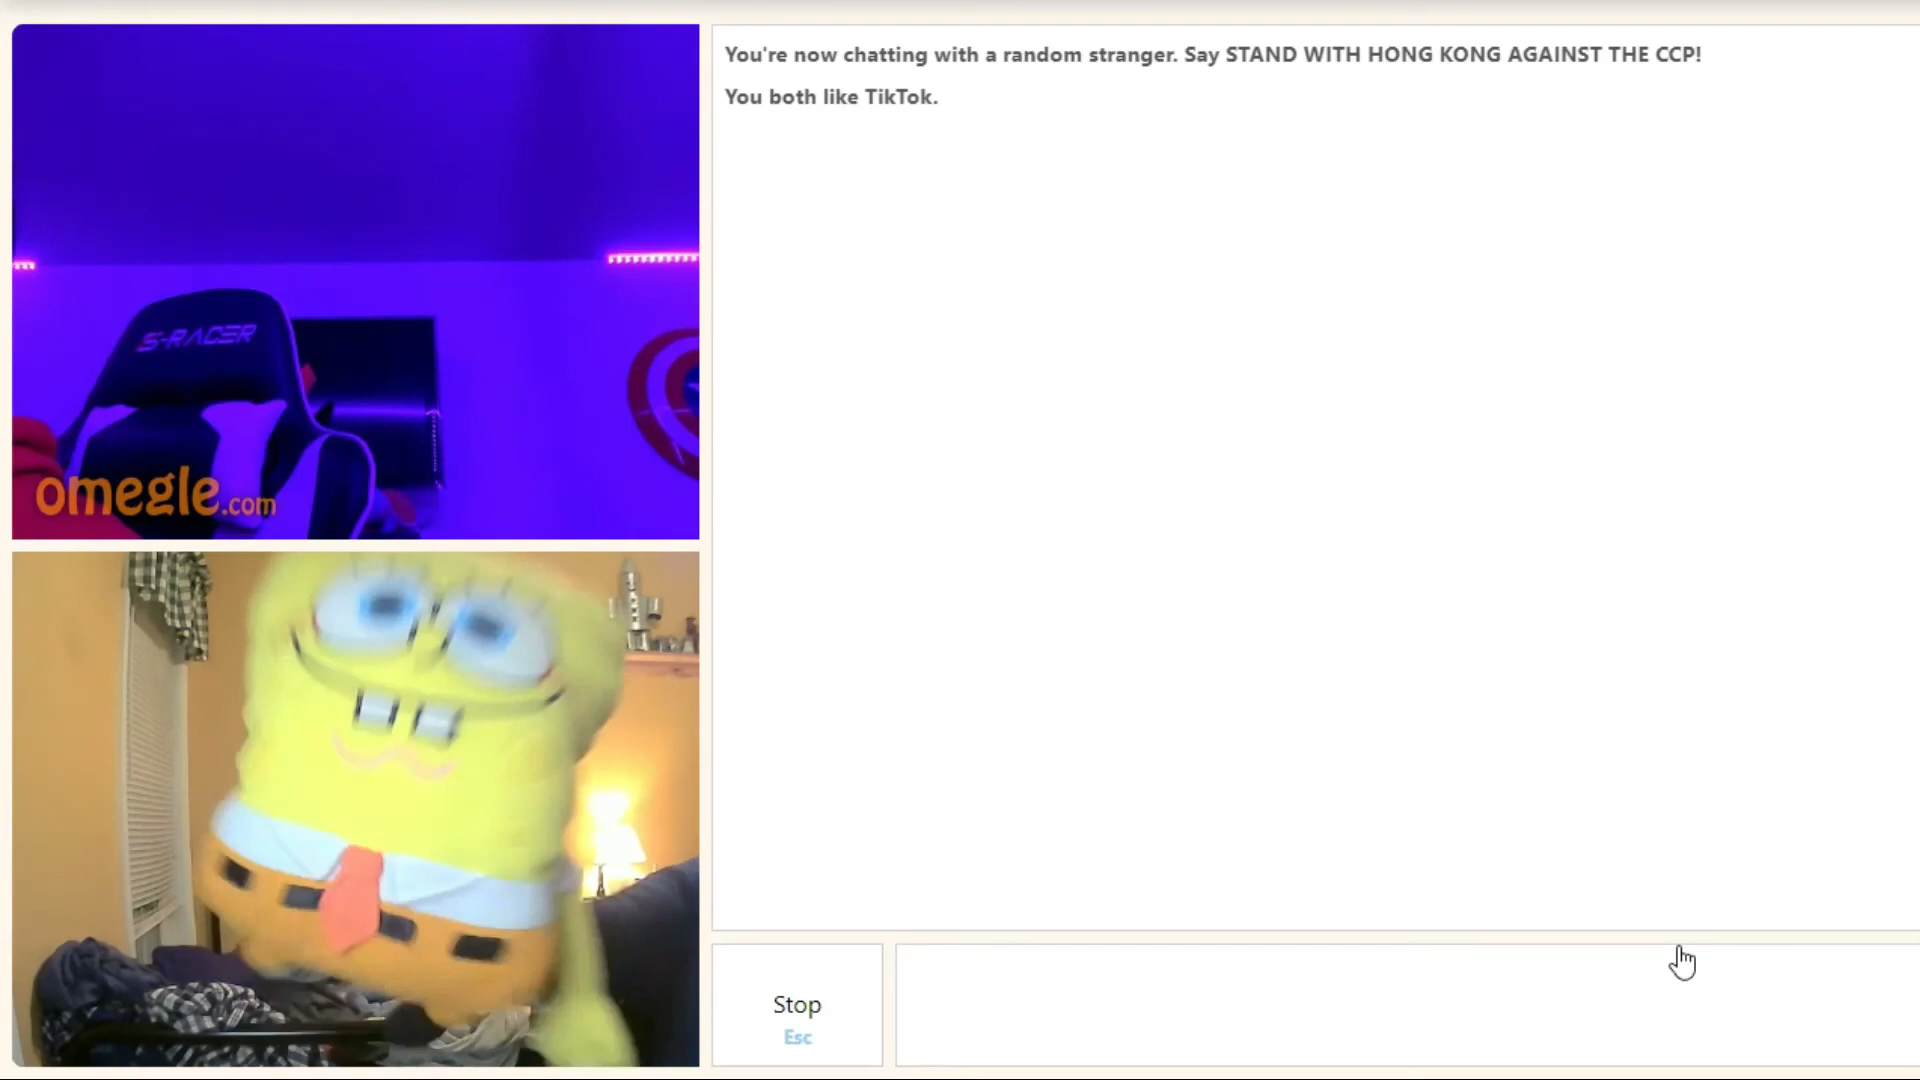 You're now chatting with a random stranger. Say STAND WITH HONG KONG AGAINST THE CCP!
You both like TikTok.
S-RACER
omegle.com
Stop
Esc